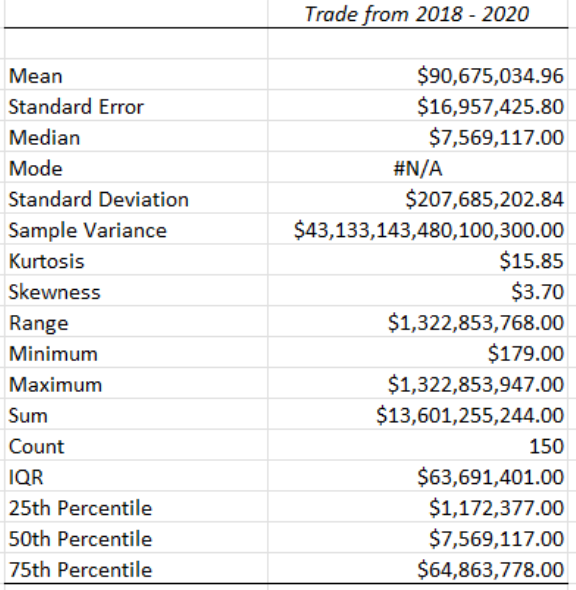 Trade from 2018 - 2020
Mean $90,675,034.96
Standard Error $16,957,425.80
Median $7,569,117.00
Mode #N/A
Standard Deviation $207,685,202.84
Sample Variance $43,133,143,480,100,300.00
Kurtosis $15.85
Skewness $3.70
Range $1,322,853,768.00
Minimum $179.00
Maximum $1,322,853,947.00
Sum $13,601,255,244.00
Count 150
IQR $63,691,401.00
25th Percentile $1,172,377.00
50th Percentile $7,569,117.00
75th Percentile $64,863,778.00